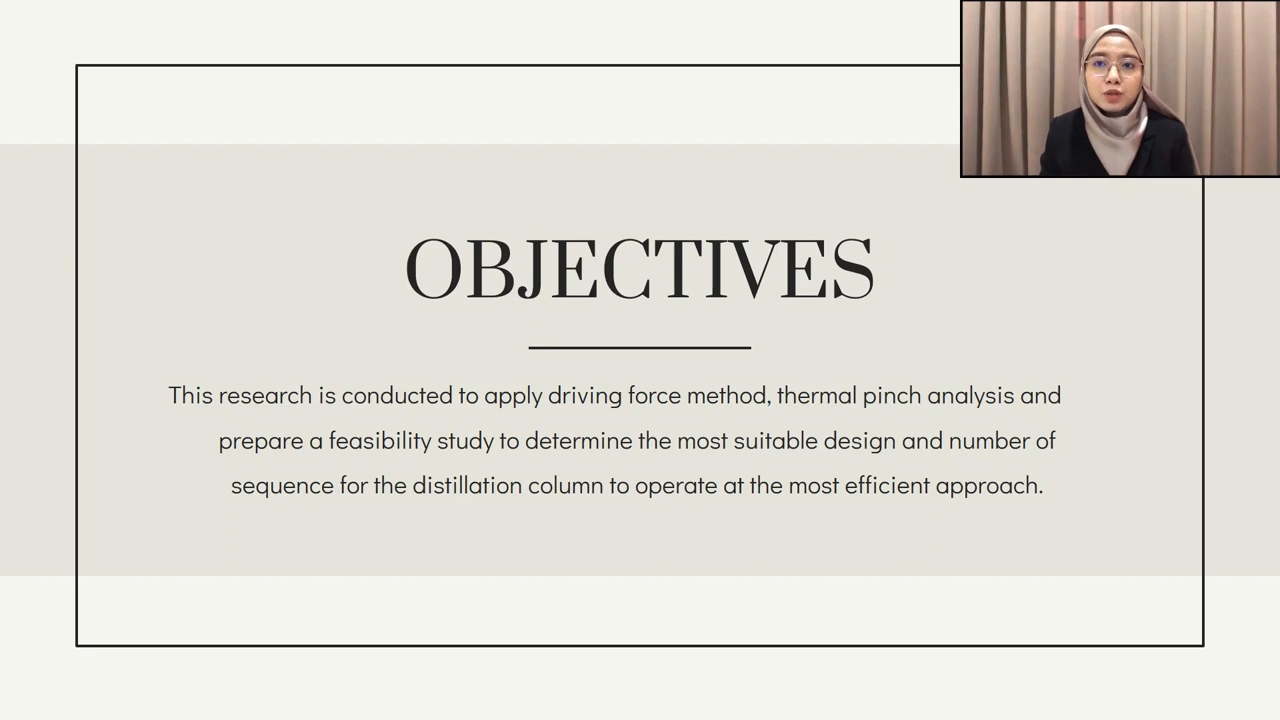 OBJECTIVES
This research is conducted to apply driving force method, thermal pinch analysis and
prepare a feasibility study to determine the most suitable design and number of
sequence for the distillation column to operate at the most efficient approach.